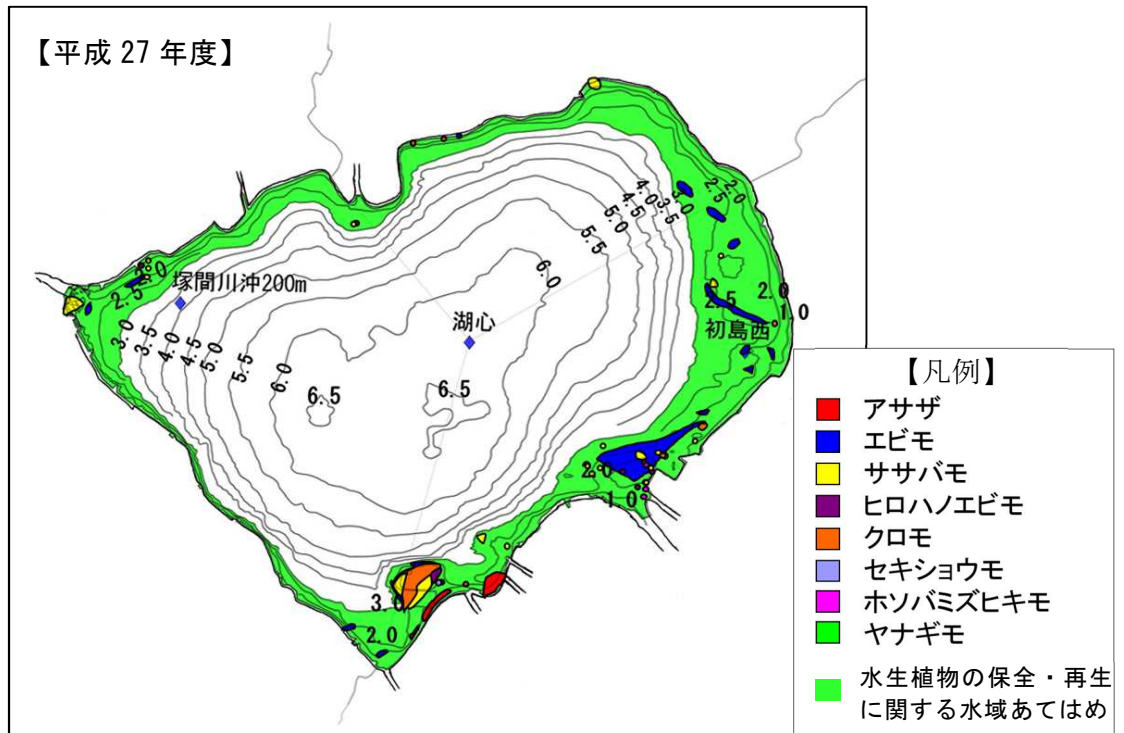 【平成 27 年度】
2.0
2.5
3.0
3.5
4.0
4.5
5.0
5.5
6.0
6.5
塚間川沖200m
湖心
6.5
6.0
5.5
5.0
4.5
4.0
3.5
3.0
2.5
2.0
2.5
2.0
1.0
初島西
2.0
1.0
3.0
2.0
【凡例】
アサザ
エビモ
ササバモ
ヒロハノエビモ
クロモ
セキショウモ
ホソバミズヒキモ
ヤナギモ
水生植物の保全・再生
に関する水域あてはめ